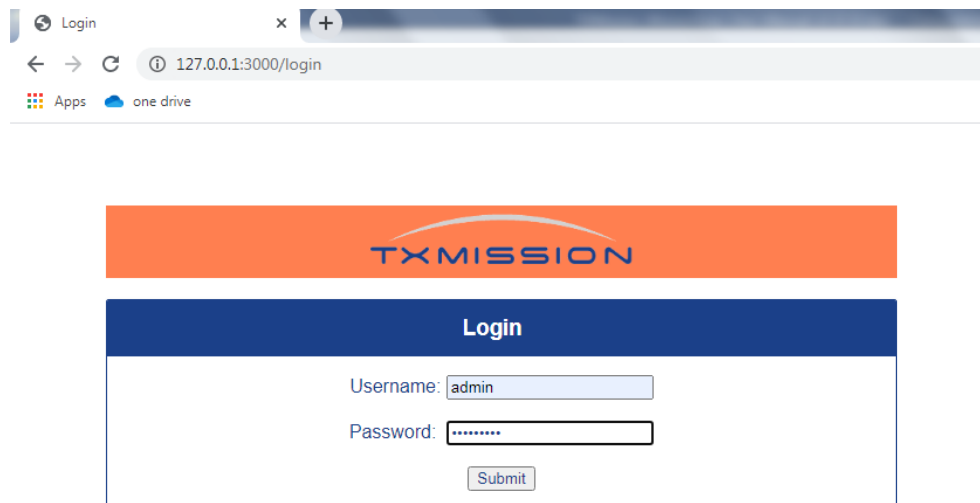 Login
127.0.0.1:3000/login
Apps one drive
TXMISSION
Login
Username: admin
Password: •••••••••
Submit